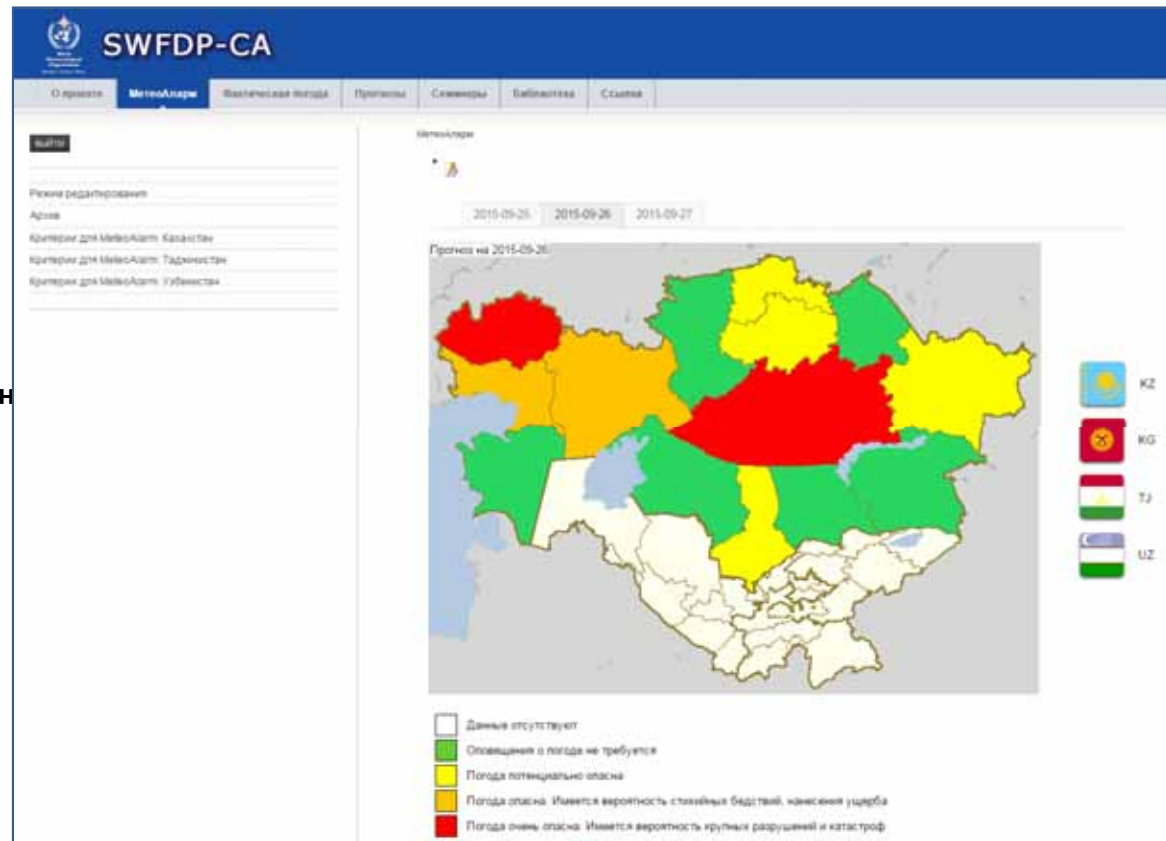 SWFDP-CA
О проекте МетеоАларм Фактическая погода Прогнозы Семинары Библиотека Ссылки
МетеоАларм
выйти
Режим редактирования
Архив
Критерии для MeteoAlarm: Казахстан
Критерии для MeteoAlarm: Таджикистан
Критерии для MeteoAlarm: Узбекистан
2015-09-25 2015-09-26 2015-09-27
Прогноз на 2015-09-26
н
KZ
KG
TJ
UZ
Данные отсутствуют
Оповещения о погоде не требуется
Погода потенциально опасна
Погода опасна. Имеется вероятность стихийных бедствий, нанесения ущерба
Погода очень опасна. Имеется вероятность крупных разрушений и катастроф